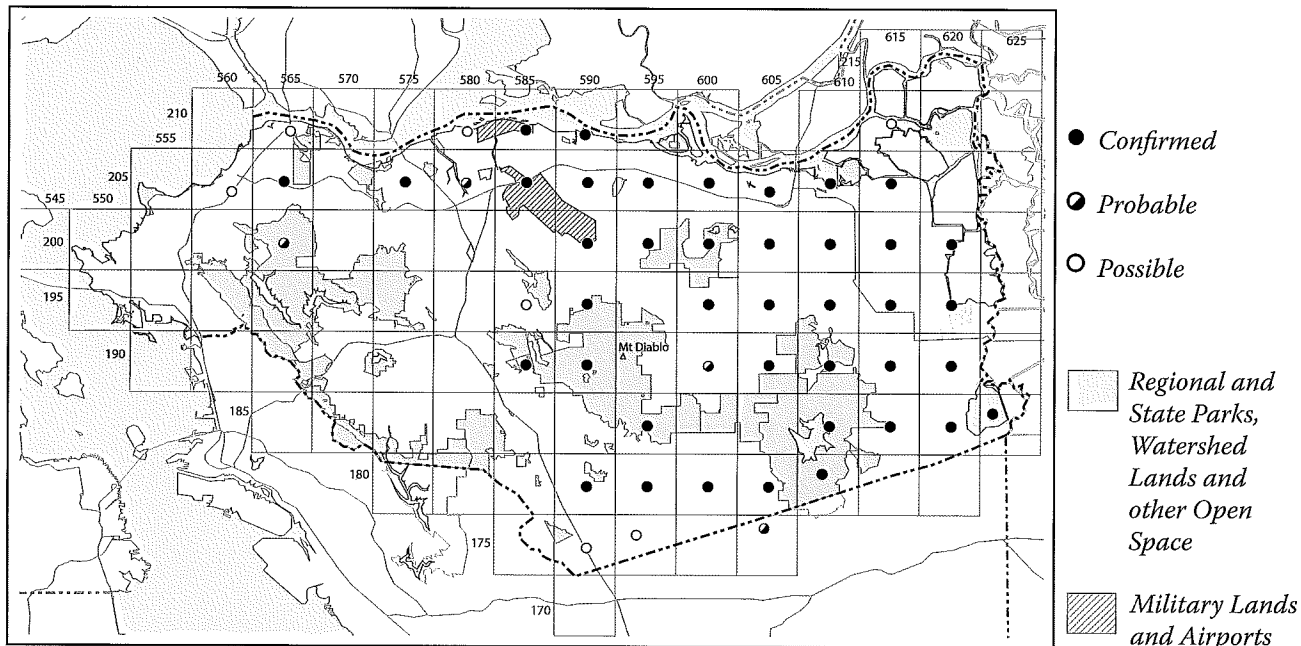 615
620
625
215
610
560
565
570
575
580
585
590
595
600
605
210
555
205
545
550
200
195
190
Mt Diablo
185
180
175
170
Confirmed
Probable
Possible
Regional and
State Parks,
Watershed
Lands and
other Open
Space
Military Lands
and Airports